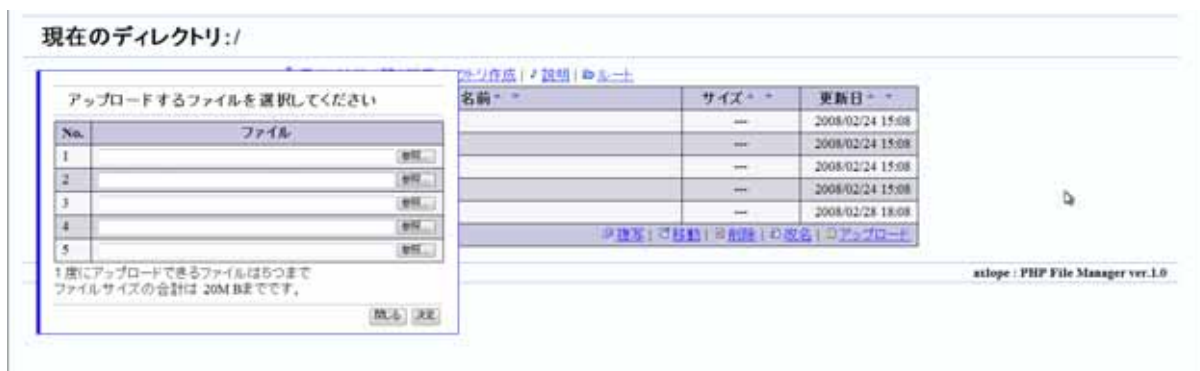 現在のディレクトリ:/
クトリ作成 | 説明 | ルート
アップロードするファイルを選択してください
No. ファイル
1 参照...
2 参照...
3 参照...
4 参照...
5 参照...
1度にアップロードできるファイルは5つまで
ファイルサイズの合計は 20MBまでです。
閉じる 決定
名前 サイズ 更新日
--- 2008/02/24 15:08
--- 2008/02/24 15:08
--- 2008/02/24 15:08
--- 2008/02/24 15:08
--- 2008/02/28 18:08
複写 | 移動 | 削除 | 改名 | アップロード
axlope : PHP File Manager ver.1.0